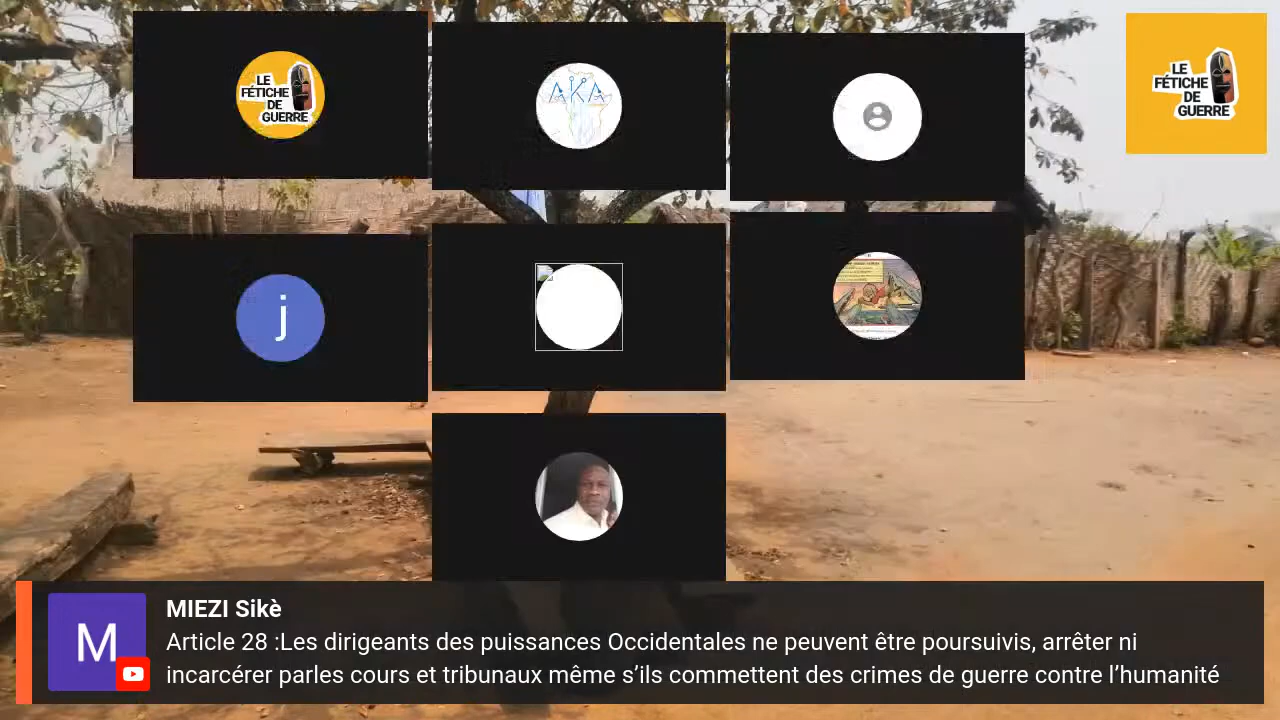 LE
FÉTICHE
DE
GUERRE
AKA
LE
FÉTICHE
DE
GUERRE
j
M
MIEZI Sikè
Article 28 :Les dirigeants des puissances Occidentales ne peuvent être poursuivis, arrêter ni
incarcérer parles cours et tribunaux même s’ils commettent des crimes de guerre contre l’humanité